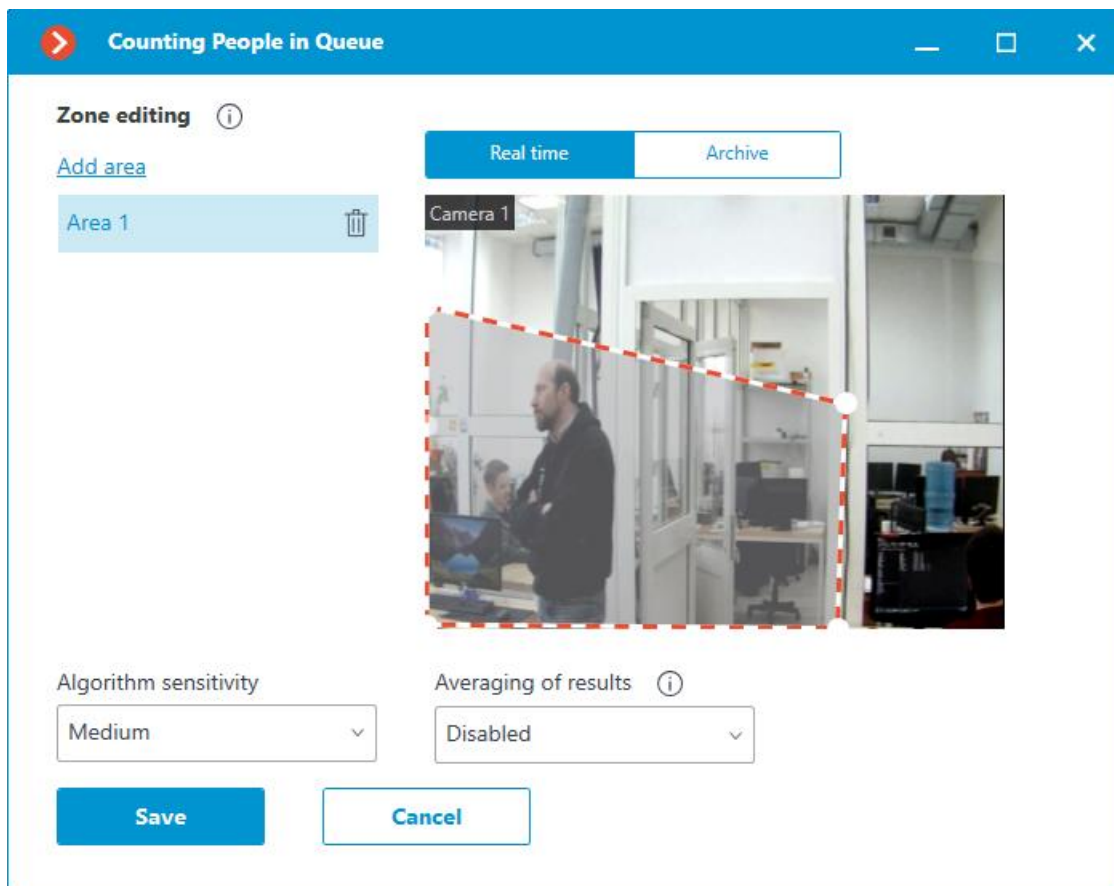 Counting People in Queue
Zone editing
Add area
Real time
Archive
Area 1
Camera 1
Algorithm sensitivity
Averaging of results
Medium
Disabled
Save
Cancel